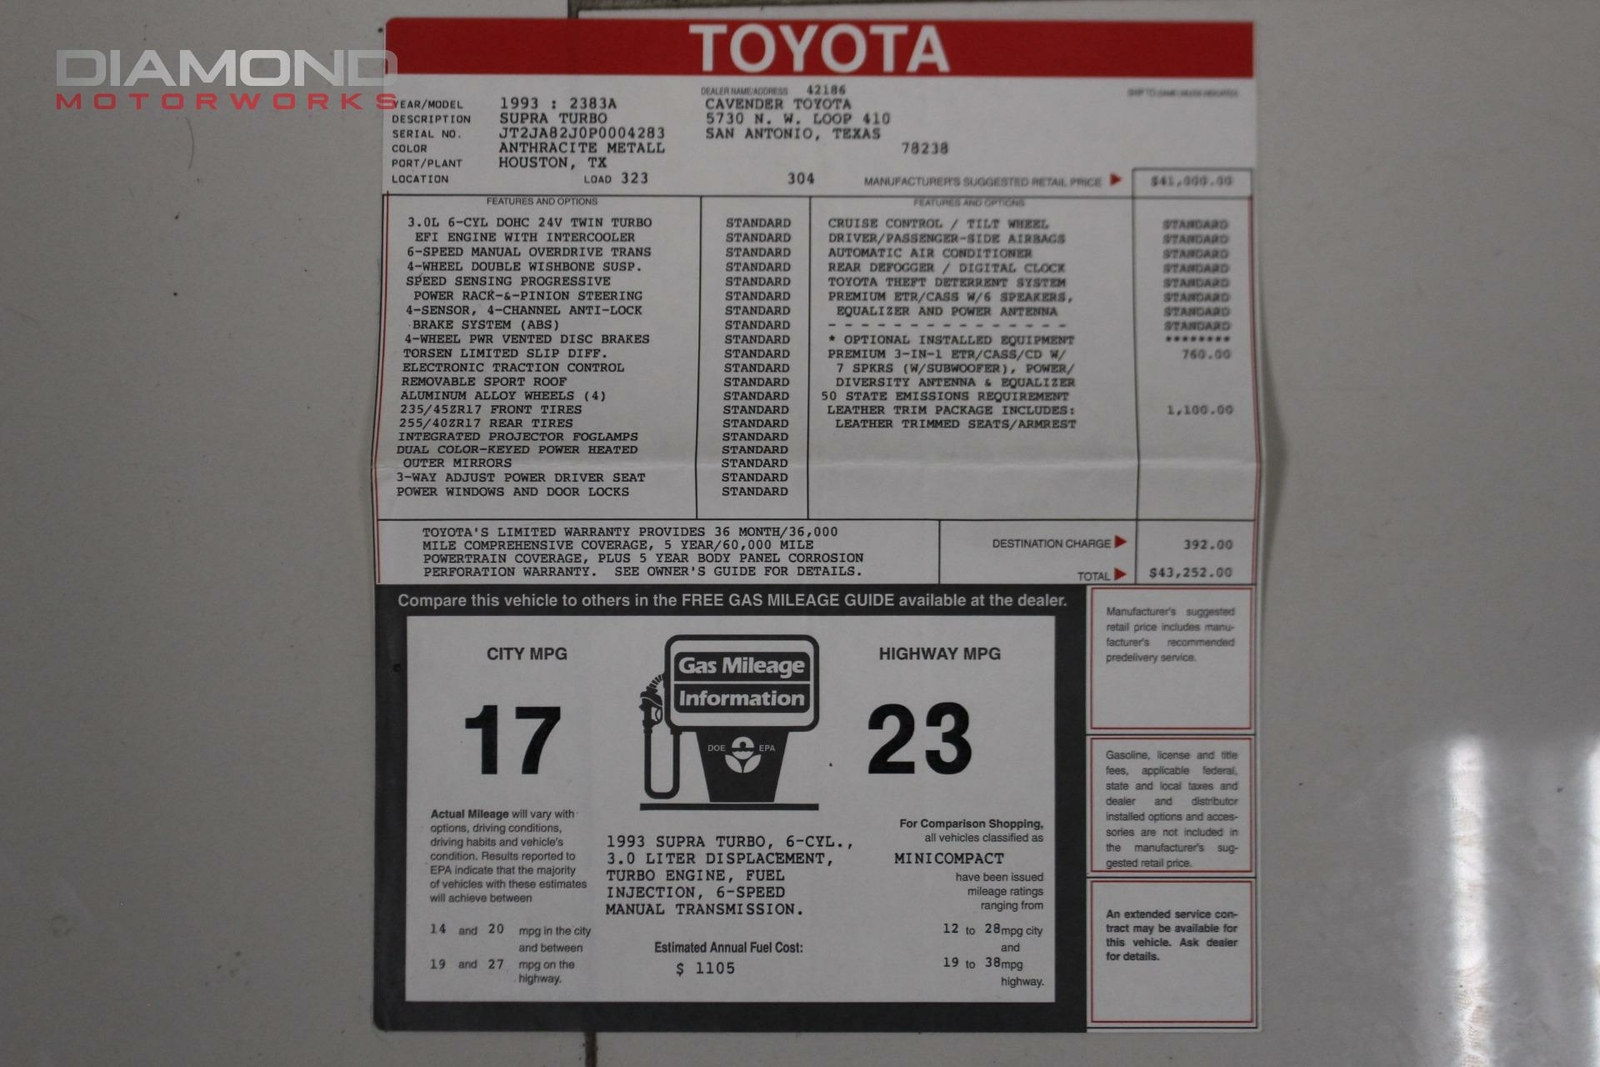 DIAMOND
MOTORWORKS
TOYOTA
YEAR/MODEL 1993 : 2383A
DESCRIPTION SUPRA TURBO
SERIAL NO. JT2JA82J0P0004283
COLOR ANTHRACITE METALL
PORT/PLANT HOUSTON, TX
LOCATION LOAD 323 304
DEALER NAME/ADDRESS 42186
CAVENDER TOYOTA
5730 N. W. LOOP 410
SAN ANTONIO, TEXAS
78238
MANUFACTURER'S SUGGESTED RETAIL PRICE $41,000.00
FEATURES AND OPTIONS
3.0L 6-CYL DOHC 24V TWIN TURBO STANDARD
EFI ENGINE WITH INTERCOOLER STANDARD
6-SPEED MANUAL OVERDRIVE TRANS STANDARD
4-WHEEL DOUBLE WISHBONE SUSP. STANDARD
SPEED SENSING PROGRESSIVE STANDARD
POWER RACK-&-PINION STEERING STANDARD
4-SENSOR, 4-CHANNEL ANTI-LOCK STANDARD
BRAKE SYSTEM (ABS) STANDARD
4-WHEEL PWR VENTED DISC BRAKES STANDARD
TORSEN LIMITED SLIP DIFF. STANDARD
ELECTRONIC TRACTION CONTROL STANDARD
REMOVABLE SPORT ROOF STANDARD
ALUMINUM ALLOY WHEELS (4) STANDARD
235/45ZR17 FRONT TIRES STANDARD
255/40ZR17 REAR TIRES STANDARD
INTEGRATED PROJECTOR FOGLAMPS STANDARD
DUAL COLOR-KEYED POWER HEATED STANDARD
OUTER MIRRORS STANDARD
3-WAY ADJUST POWER DRIVER SEAT STANDARD
POWER WINDOWS AND DOOR LOCKS STANDARD
FEATURES AND OPTIONS
CRUISE CONTROL / TILT WHEEL STANDARD
DRIVER/PASSENGER-SIDE AIRBAGS STANDARD
AUTOMATIC AIR CONDITIONER STANDARD
REAR DEFOGGER / DIGITAL CLOCK STANDARD
TOYOTA THEFT DETERRENT SYSTEM STANDARD
PREMIUM ETR/CASS W/6 SPEAKERS, STANDARD
EQUALIZER AND POWER ANTENNA STANDARD
- - - - - - - - - - - - - - - STANDARD
* OPTIONAL INSTALLED EQUIPMENT ********
PREMIUM 3-IN-1 ETR/CASS/CD W/ 760.00
7 SPKRS (W/SUBWOOFER), POWER/
DIVERSITY ANTENNA & EQUALIZER
50 STATE EMISSIONS REQUIREMENT
LEATHER TRIM PACKAGE INCLUDES: 1,100.00
LEATHER TRIMMED SEATS/ARMREST
TOYOTA'S LIMITED WARRANTY PROVIDES 36 MONTH/36,000
MILE COMPREHENSIVE COVERAGE, 5 YEAR/60,000 MILE
POWERTRAIN COVERAGE, PLUS 5 YEAR BODY PANEL CORROSION
PERFORATION WARRANTY. SEE OWNER'S GUIDE FOR DETAILS.
DESTINATION CHARGE 392.00
TOTAL $43,252.00
Compare this vehicle to others in the FREE GAS MILEAGE GUIDE available at the dealer.
CITY MPG
17
Actual Mileage will vary with
options, driving conditions,
driving habits and vehicle's
condition. Results reported to
EPA indicate that the majority
of vehicles with these estimates
will achieve between
14 and 20 mpg in the city
and between
19 and 27 mpg on the
highway.
Gas Mileage
Information
DOE EPA
1993 SUPRA TURBO, 6-CYL.,
3.0 LITER DISPLACEMENT,
TURBO ENGINE, FUEL
INJECTION, 6-SPEED
MANUAL TRANSMISSION.
Estimated Annual Fuel Cost:
$ 1105
HIGHWAY MPG
23
For Comparison Shopping,
all vehicles classified as
MINICOMPACT
have been issued
mileage ratings
ranging from
12 to 28 mpg city
and
19 to 38 mpg
highway.
Manufacturer's suggested
retail price includes manu-
facturer's recommended
predelivery service.
Gasoline, license and title
fees, applicable federal,
state and local taxes and
dealer and distributor
installed options and acces-
sories are not included in
the manufacturer's sug-
gested retail price.
An extended service con-
tract may be available for
this vehicle. Ask dealer
for details.